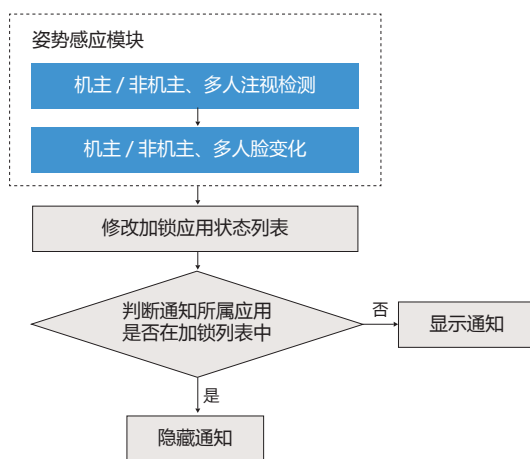 姿势感应模块
机主 / 非机主、多人注视检测
机主 / 非机主、多人脸变化
修改加锁应用状态列表
判断通知所属应用
是否在加锁列表中
否
显示通知
是
隐藏通知